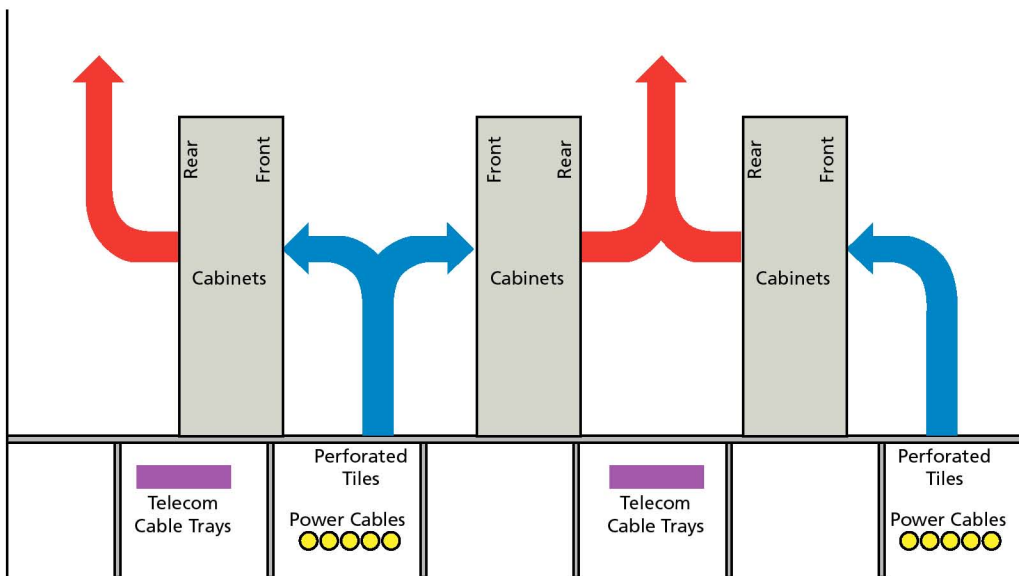 Rear
Front
Front
Rear
Rear
Front
Cabinets
Cabinets
Cabinets
Perforated
Tiles
Perforated
Tiles
Telecom
Cable Trays
Power Cables
Telecom
Cable Trays
Power Cables